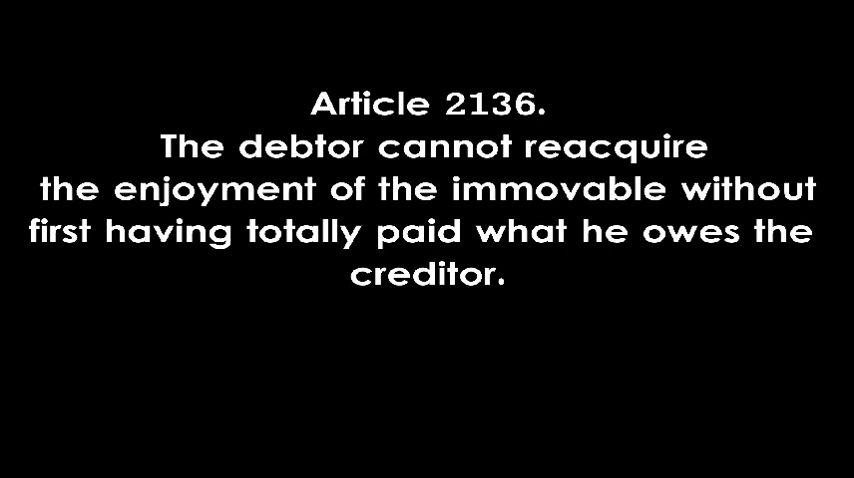 Article 2136.
The debtor cannot reacquire
the enjoyment of the immovable without
first having totally paid what he owes the
creditor.